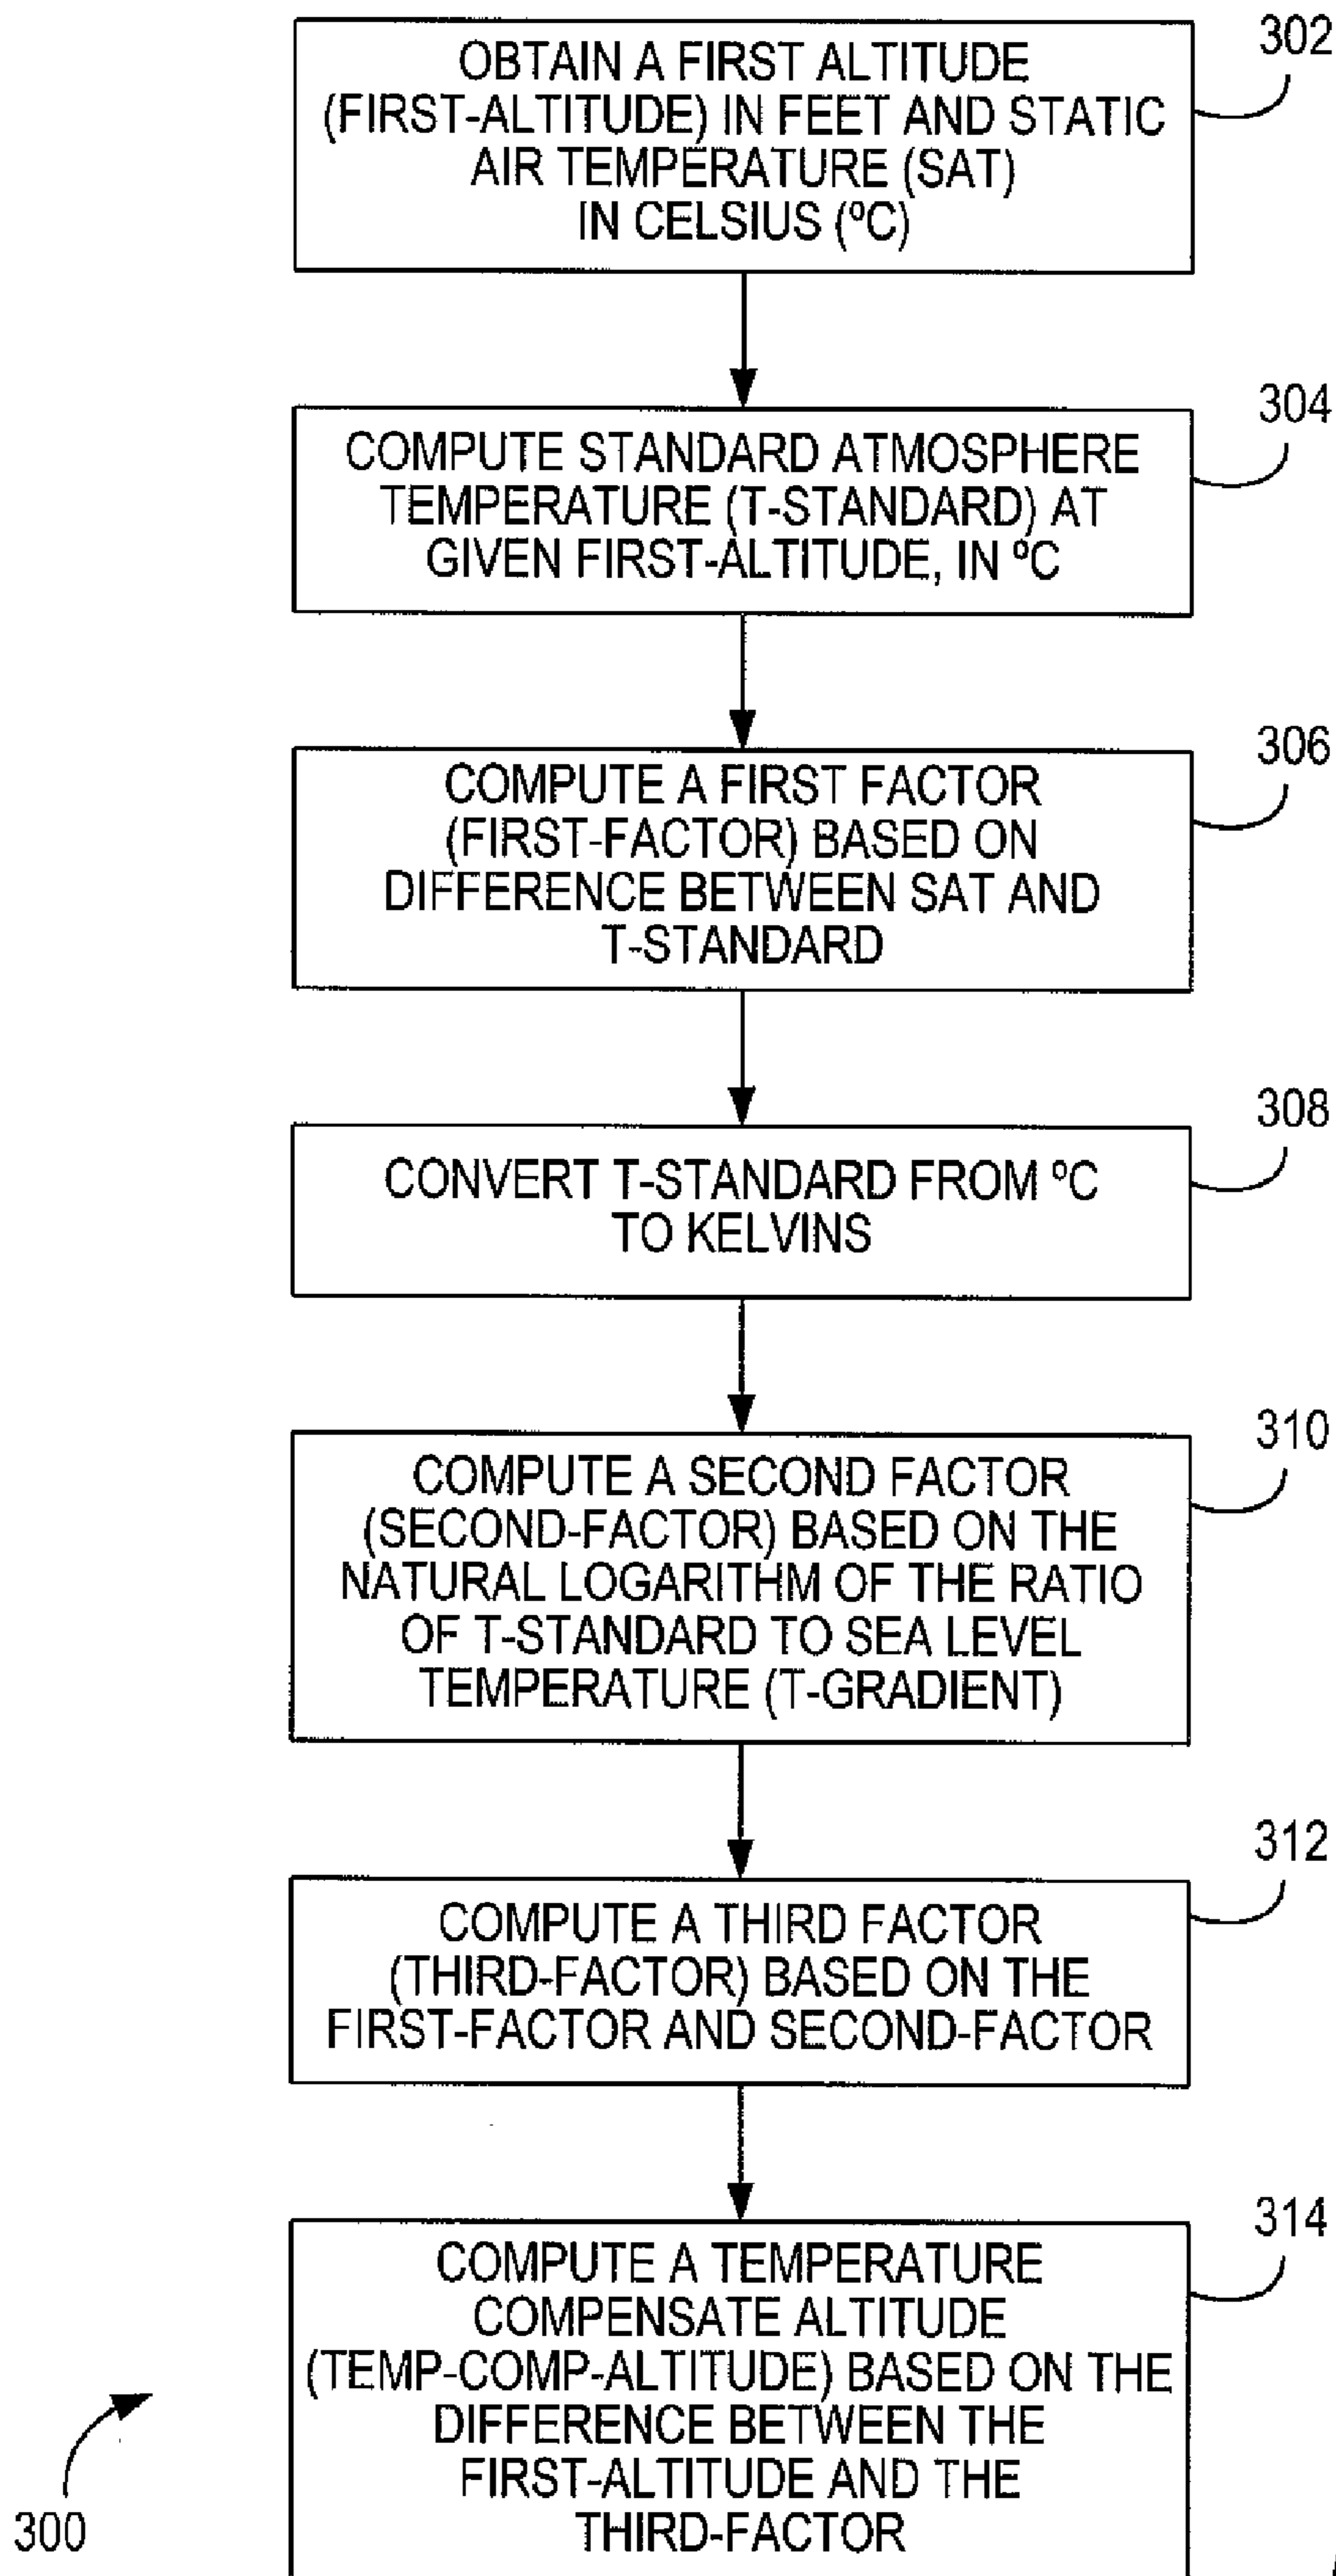 302
OBTAIN A FIRST ALTITUDE
(FIRST-ALTITUDE) IN FEET AND STATIC
AIR TEMPERATURE (SAT)
IN CELSIUS (ºC)
304
COMPUTE STANDARD ATMOSPHERE
TEMPERATURE (T-STANDARD) AT
GIVEN FIRST-ALTITUDE, IN ºC
306
COMPUTE A FIRST FACTOR
(FIRST-FACTOR) BASED ON
DIFFERENCE BETWEEN SAT AND
T-STANDARD
308
CONVERT T-STANDARD FROM ºC
TO KELVINS
310
COMPUTE A SECOND FACTOR
(SECOND-FACTOR) BASED ON THE
NATURAL LOGARITHM OF THE RATIO
OF T-STANDARD TO SEA LEVEL
TEMPERATURE (T-GRADIENT)
312
COMPUTE A THIRD FACTOR
(THIRD-FACTOR) BASED ON THE
FIRST-FACTOR AND SECOND-FACTOR
314
COMPUTE A TEMPERATURE
COMPENSATE ALTITUDE
(TEMP-COMP-ALTITUDE) BASED ON THE
DIFFERENCE BETWEEN THE
FIRST-ALTITUDE AND THE
THIRD-FACTOR
300